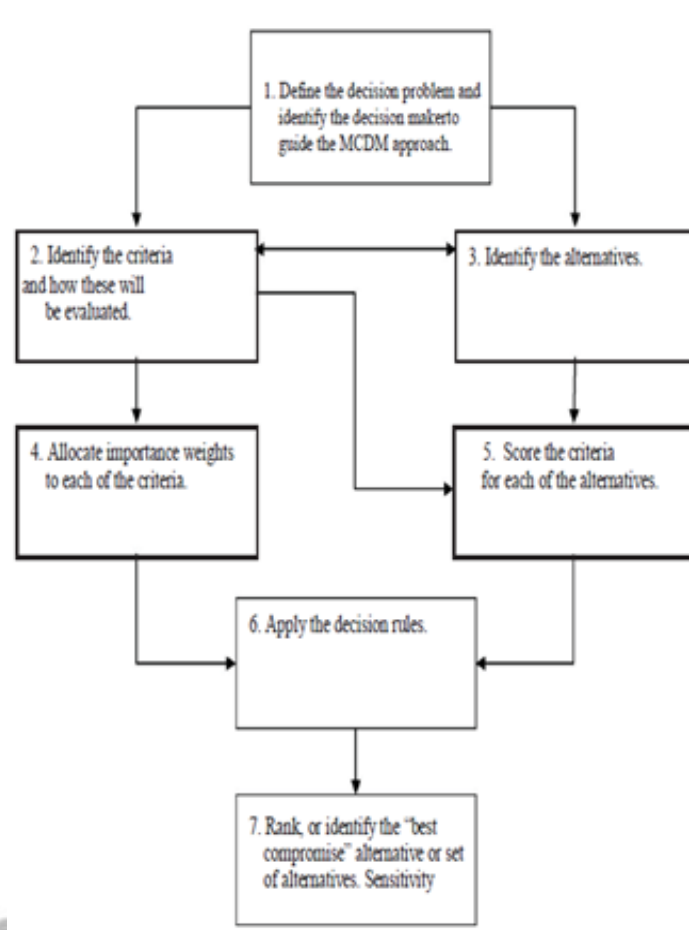 1. Define the decision problem and
identify the decision makerto
guide the MCDM approach.
2. Identify the criteria
and how these will
be evaluated.
3. Identify the alternatives.
4. Allocate importance weights
to each of the criteria.
5. Score the criteria
for each of the alternatives.
6. Apply the decision rules.
7. Rank, or identify the “best
compromise” alternative or set
of alternatives. Sensitivity